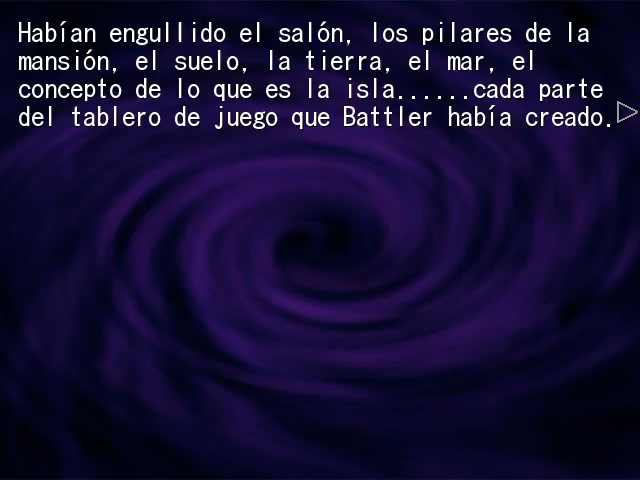 Habían engullido el salón, los pilares de la
mansión, el suelo, la tierra, el mar, el
concepto de lo que es la isla......cada parte
del tablero de juego que Battler había creado.